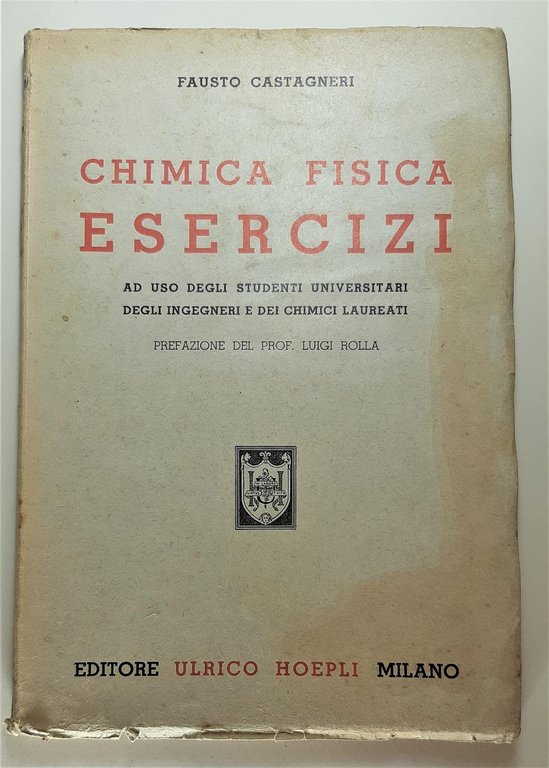 FAUSTO CASTAGNERI
CHIMICA FISICA
ESERCIZI
AD USO DEGLI STUDENTI UNIVERSITARI
DEGLI INGEGNERI E DEI CHIMICI LAUREATI
PREFAZIONE DEL PROF. LUIGI ROLLA
EDITORE ULRICO HOEPLI MILANO